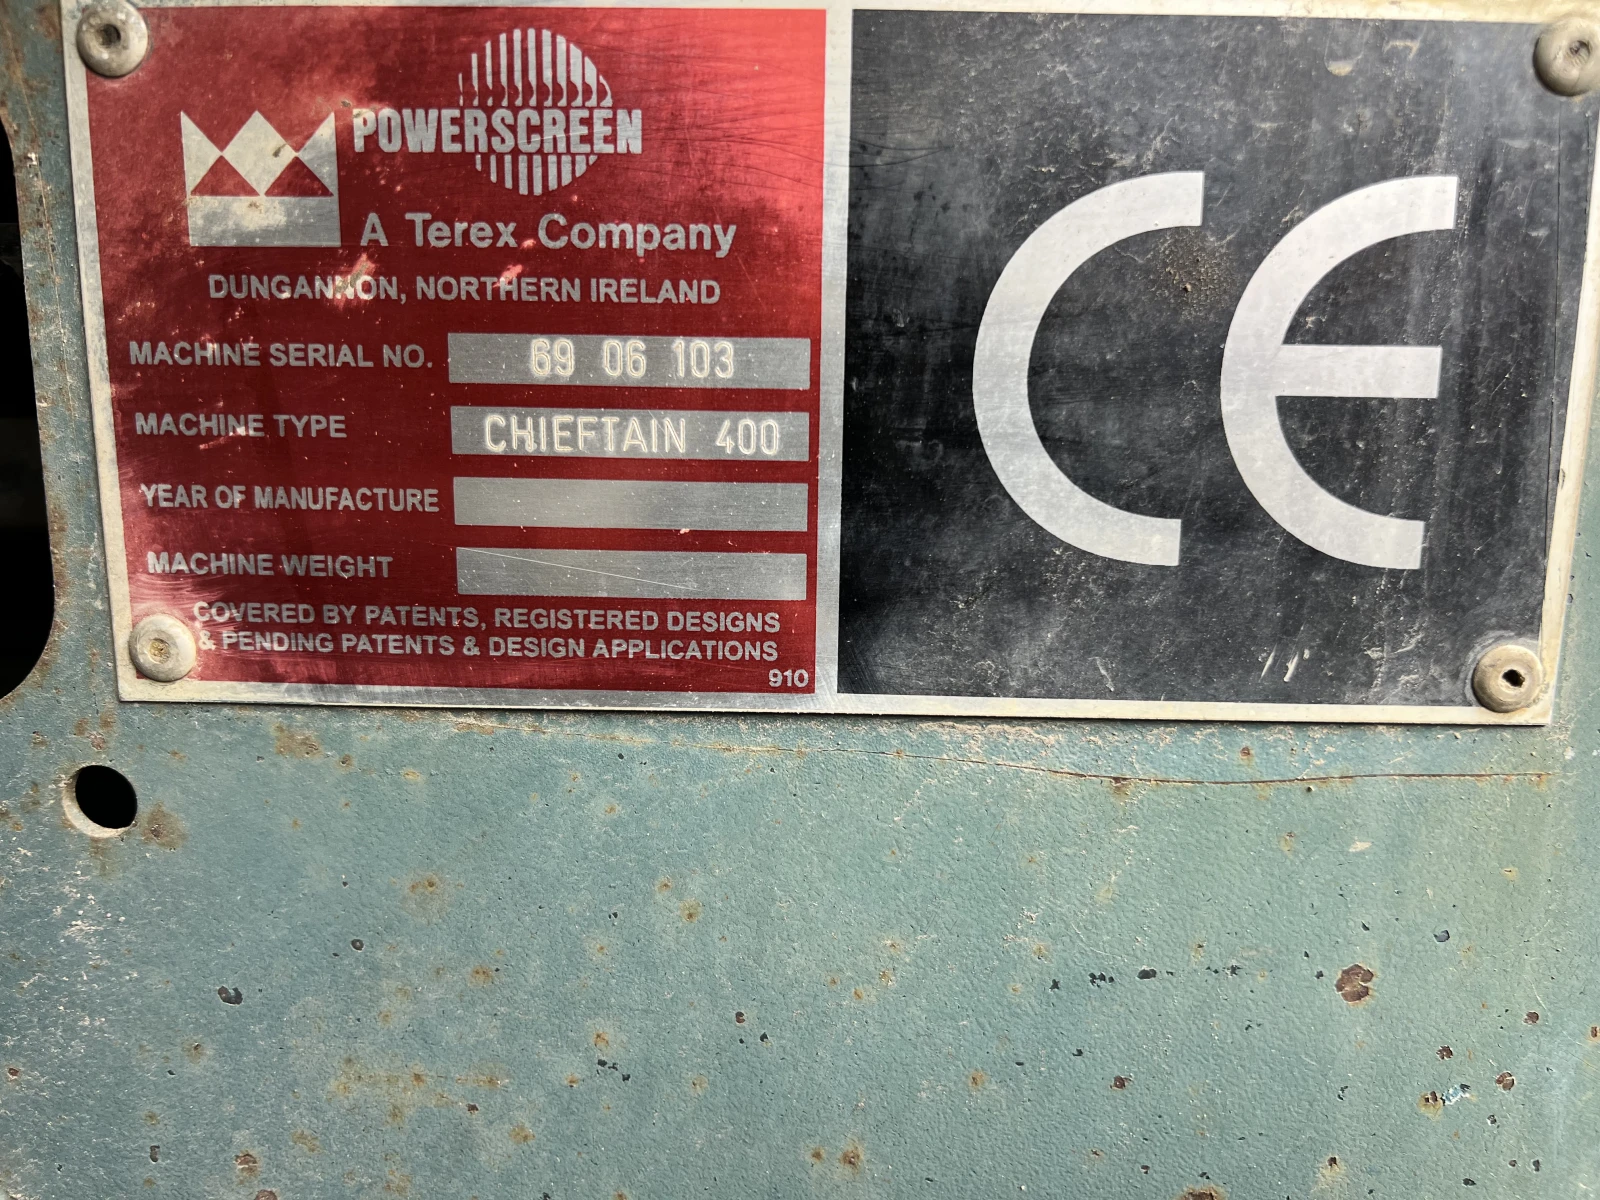 POWERSCREEN
A Terex Company
DUNGANNON, NORTHERN IRELAND
MACHINE SERIAL NO. 69 06 103
MACHINE TYPE CHIEFTAIN 400
YEAR OF MANUFACTURE
MACHINE WEIGHT
COVERED BY PATENTS, REGISTERED DESIGNS
& PENDING PATENTS & DESIGN APPLICATIONS
910
CE